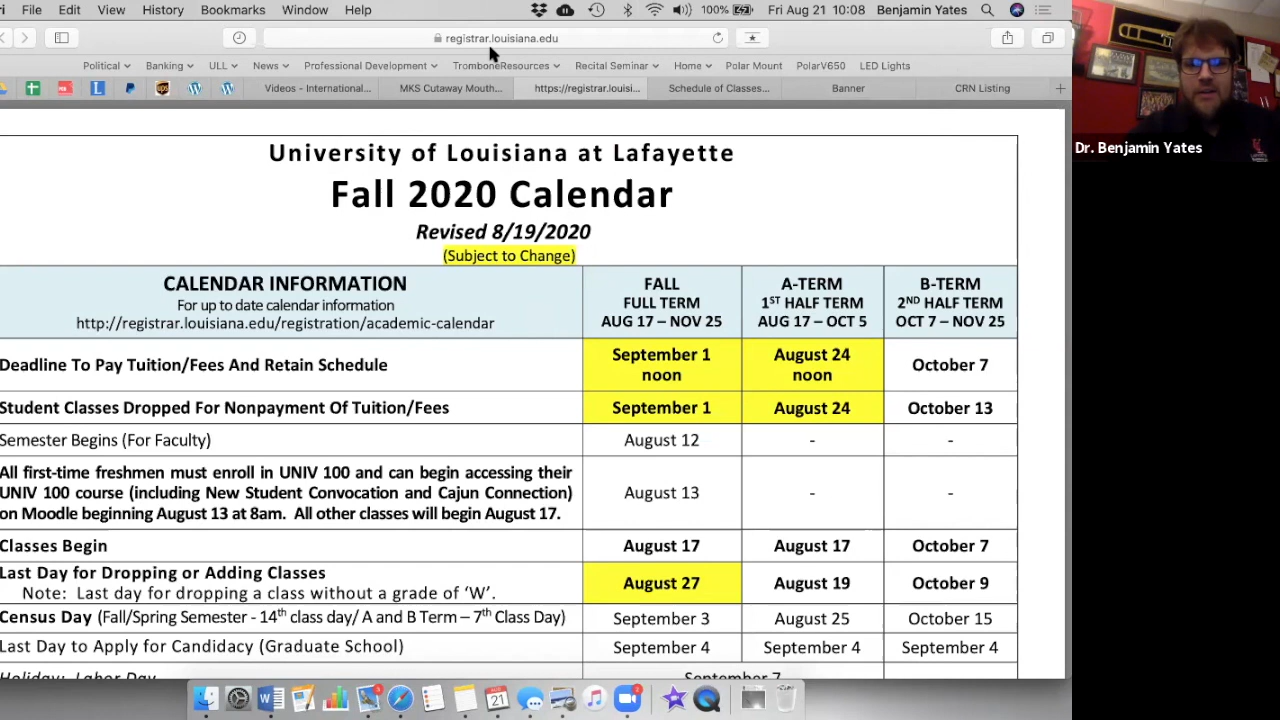 File Edit View History Bookmarks Window Help 100% Fri Aug 21 10:08 Benjamin Yates
registrar.louisiana.edu
Political Banking ULL News Professional Development TromboneResources Recital Seminar Home Polar Mount PolarV650 LED Lights
Videos - International... MKS Cutaway Mouth... https://registrar.louisi... Schedule of Classes... Banner CRN Listing
Dr. Benjamin Yates
University of Louisiana at Lafayette
Fall 2020 Calendar
Revised 8/19/2020
(Subject to Change)
CALENDAR INFORMATION
For up to date calendar information
http://registrar.louisiana.edu/registration/academic-calendar
FALL
FULL TERM
AUG 17 – NOV 25
A-TERM
1ST HALF TERM
AUG 17 – OCT 5
B-TERM
2ND HALF TERM
OCT 7 – NOV 25
Deadline To Pay Tuition/Fees And Retain Schedule
September 1
noon
August 24
noon
October 7
Student Classes Dropped For Nonpayment Of Tuition/Fees September 1 August 24 October 13
Semester Begins (For Faculty) August 12 - -
All first-time freshmen must enroll in UNIV 100 and can begin accessing their
UNIV 100 course (including New Student Convocation and Cajun Connection)
on Moodle beginning August 13 at 8am. All other classes will begin August 17.
August 13 - -
Classes Begin August 17 August 17 October 7
Last Day for Dropping or Adding Classes
Note: Last day for dropping a class without a grade of ‘W’.
August 27 August 19 October 9
Census Day (Fall/Spring Semester - 14th class day/ A and B Term – 7th Class Day) September 3 August 25 October 15
Last Day to Apply for Candidacy (Graduate School) September 4 September 4 September 4
Holiday: Labor Day September 7
AUG
21